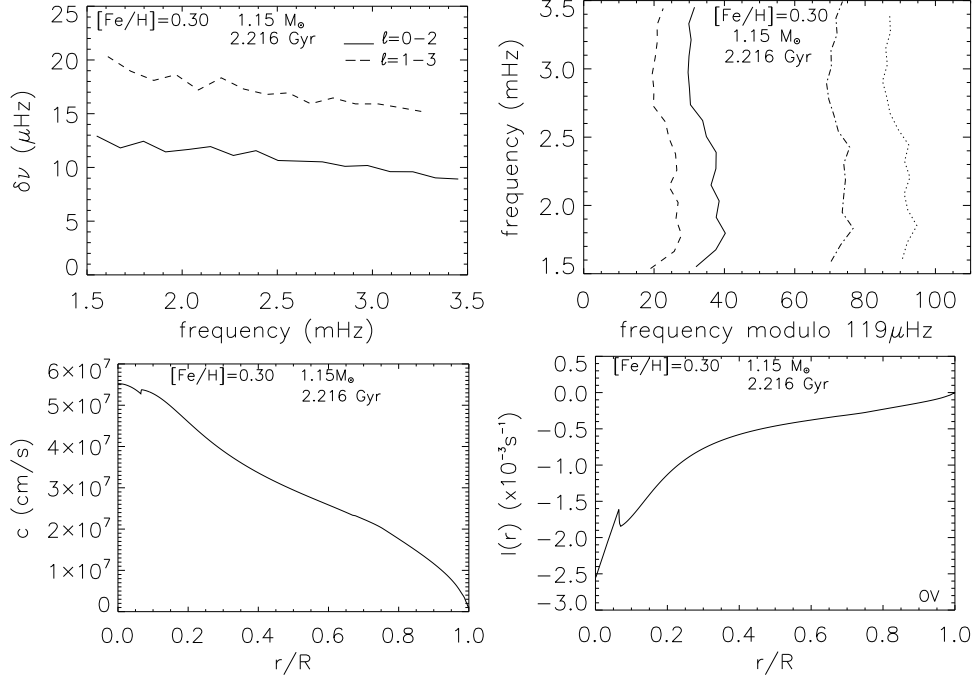 [Fe/H]=0.30 1.15 M⊙
2.216 Gyr
ℓ=0−2
ℓ=1−3
δν (μHz)
25
20
15
10
5
0
1.5 2.0 2.5 3.0 3.5
frequency (mHz)
[Fe/H]=0.30
1.15 M⊙
2.216 Gyr
frequency (mHz)
3.5
3.0
2.5
2.0
1.5
0 20 40 60 80 100
frequency modulo 119μHz
[Fe/H]=0.30 1.15M⊙
2.216 Gyr
c (cm/s)
6×10⁷
5×10⁷
4×10⁷
3×10⁷
2×10⁷
1×10⁷
0
0.0 0.2 0.4 0.6 0.8 1.0
r/R
[Fe/H]=0.30 1.15 M⊙
2.216 Gyr
I(r) (×10⁻³s⁻¹)
0.5
0.0
−0.5
−1.0
−1.5
−2.0
−2.5
−3.0
OV
0.0 0.2 0.4 0.6 0.8 1.0
r/R